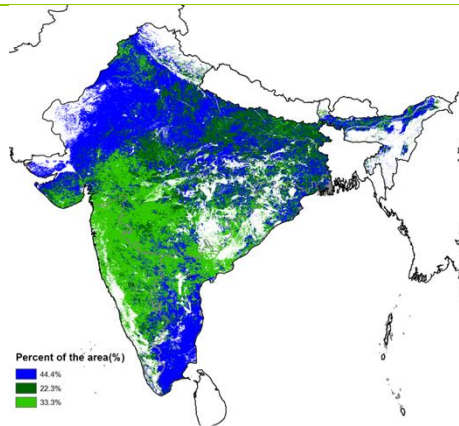 Percent of the area(%)
44.4%
22.3%
33.3%